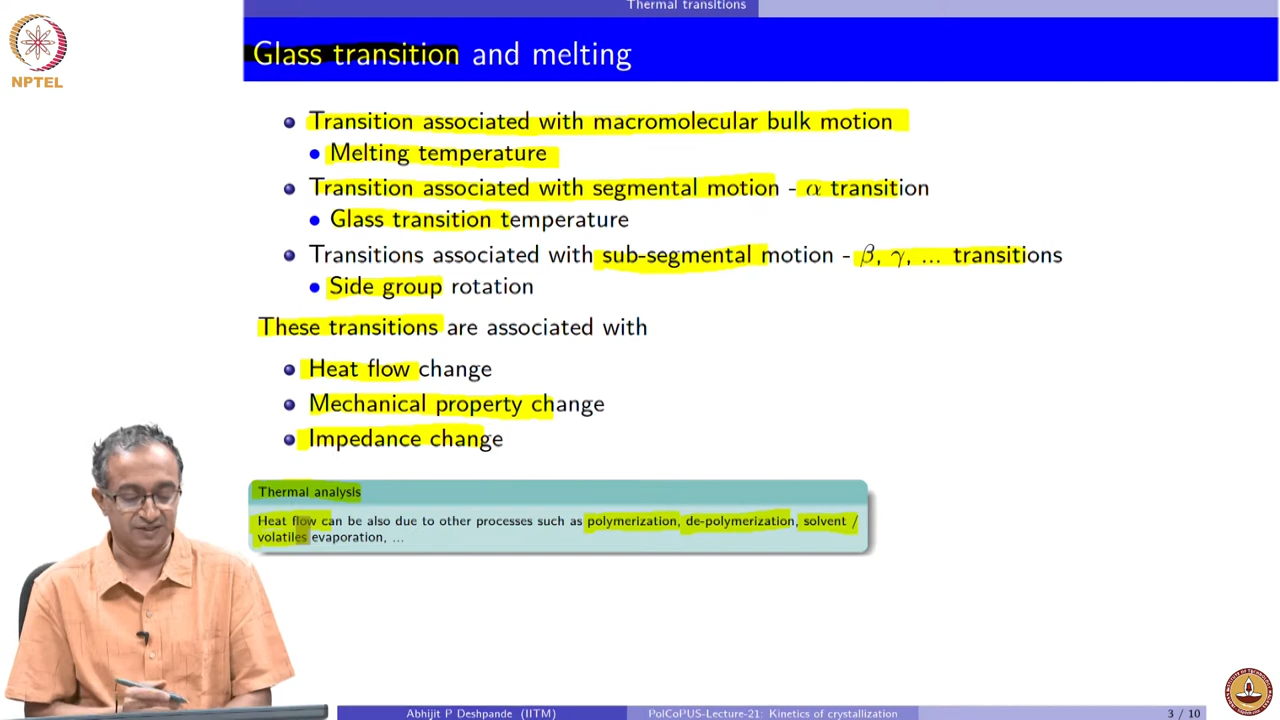 Thermal transitions
NPTEL
Glass transition and melting
Transition associated with macromolecular bulk motion
Melting temperature
Transition associated with segmental motion - α transition
Glass transition temperature
Transitions associated with sub-segmental motion - β, γ, ... transitions
Side group rotation
These transitions are associated with
Heat flow change
Mechanical property change
Impedance change
Thermal analysis
Heat flow can be also due to other processes such as polymerization, de-polymerization, solvent /
volatiles evaporation, ...
Abhijit P Deshpande (IITM)
PolCoPUS-Lecture-21: Kinetics of crystallization
3 / 10